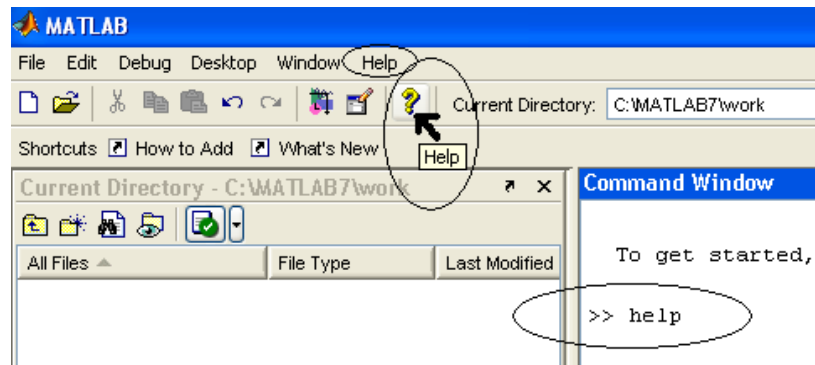 MATLAB
File Edit Debug Desktop Window Help
? Current Directory: C:\MATLAB7\work
Shortcuts How to Add What's New
Help
Current Directory - C:\MATLAB7\work
Command Window
All Files File Type Last Modified
To get started,
>> help